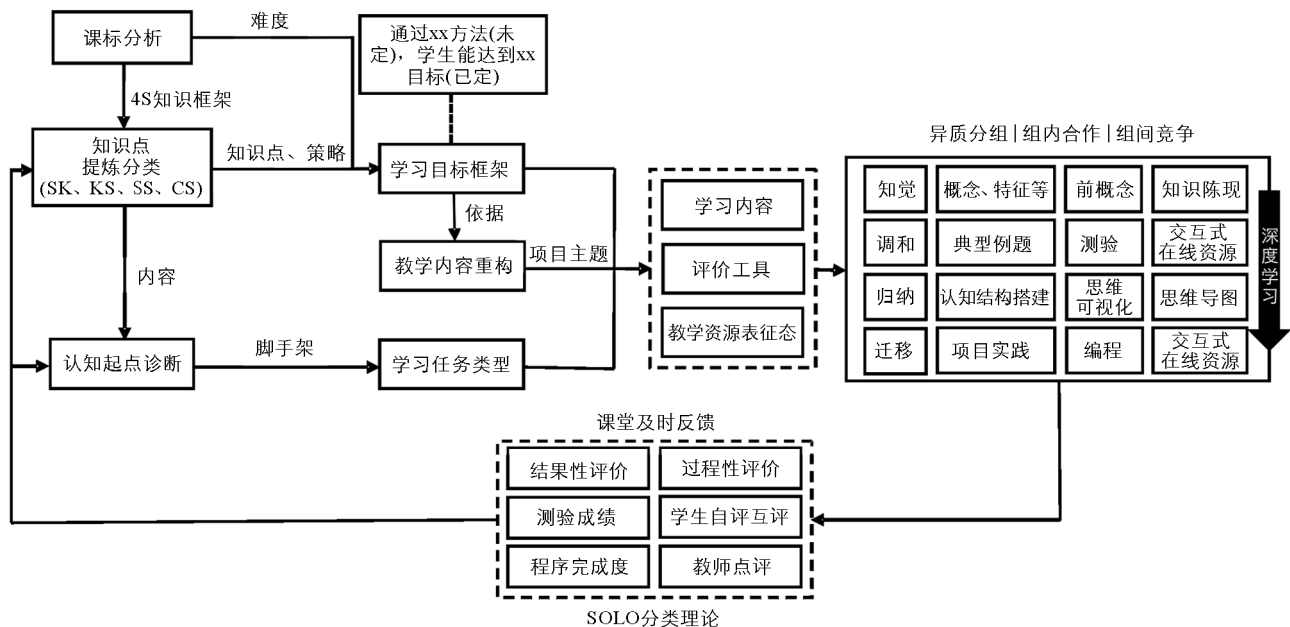 课标分析
难度
通过xx方法(未
定)，学生能达到xx
目标(已定)
4S知识框架
知识点
提炼分类
(SK、KS、SS、CS)
知识点、策略
学习目标框架
依据
教学内容重构
项目主题
内容
认知起点诊断
脚手架
学习任务类型
学习内容
评价工具
教学资源表征态
异质分组|组内合作|组间竞争
知觉
概念、特征等
前概念
知识陈现
调和
典型例题
测验
交互式
在线资源
归纳
认知结构搭建
思维
可视化
思维导图
迁移
项目实践
编程
交互式
在线资源
深度学习
课堂及时反馈
结果性评价
过程性评价
测验成绩
学生自评互评
程序完成度
教师点评
SOLO分类理论